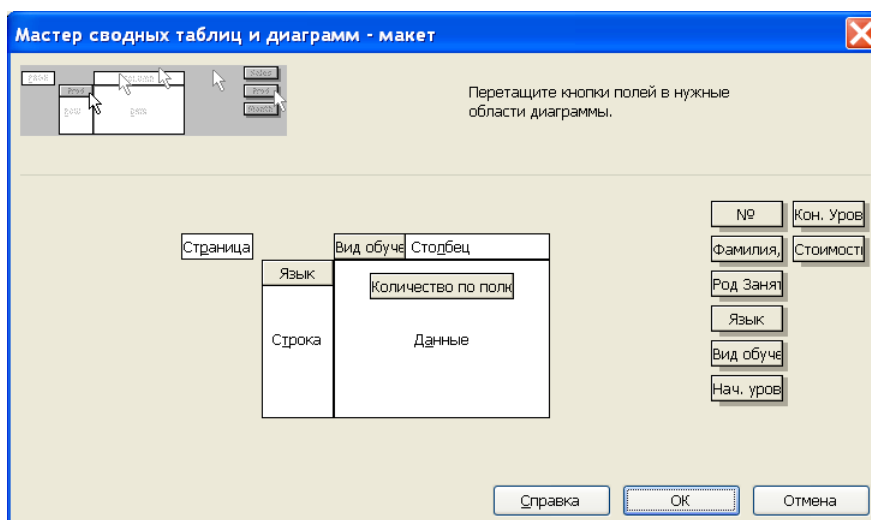 Мастер сводных таблиц и диаграмм - макет
Перетащите кнопки полей в нужные
области диаграммы.
№ Кон. Уров
Страница Вид обуче Столбец Фамилия, Стоимост
Язык
Количество по полк Род Занят
Язык
Строка Данные
Вид обуче
Нач. уров
Справка ОК Отмена